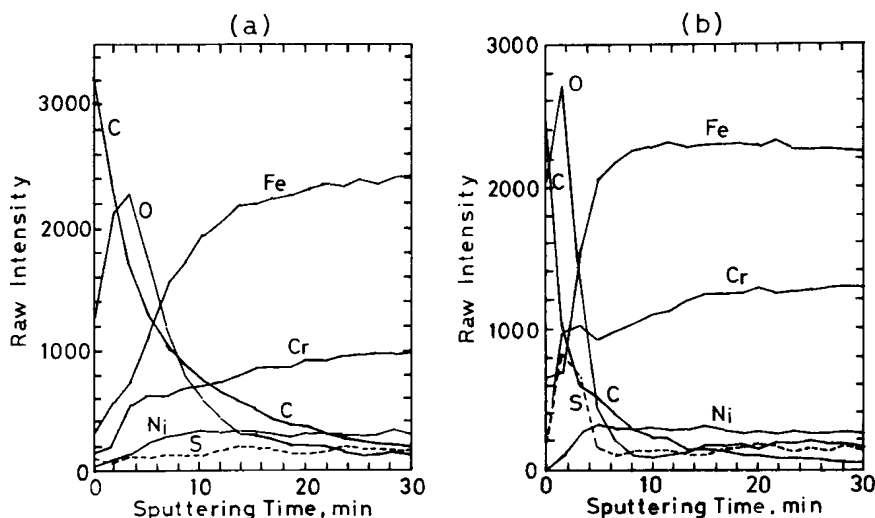 (a)
Raw Intensity
3000
2000
1000
0
C
O
Fe
Cr
C
Ni
S
0
10
20
30
Sputtering Time, min
(b)
Raw Intensity
3000
2000
1000
0
O
C
Fe
Cr
S
C
Ni
0
10
20
30
Sputtering Time, min